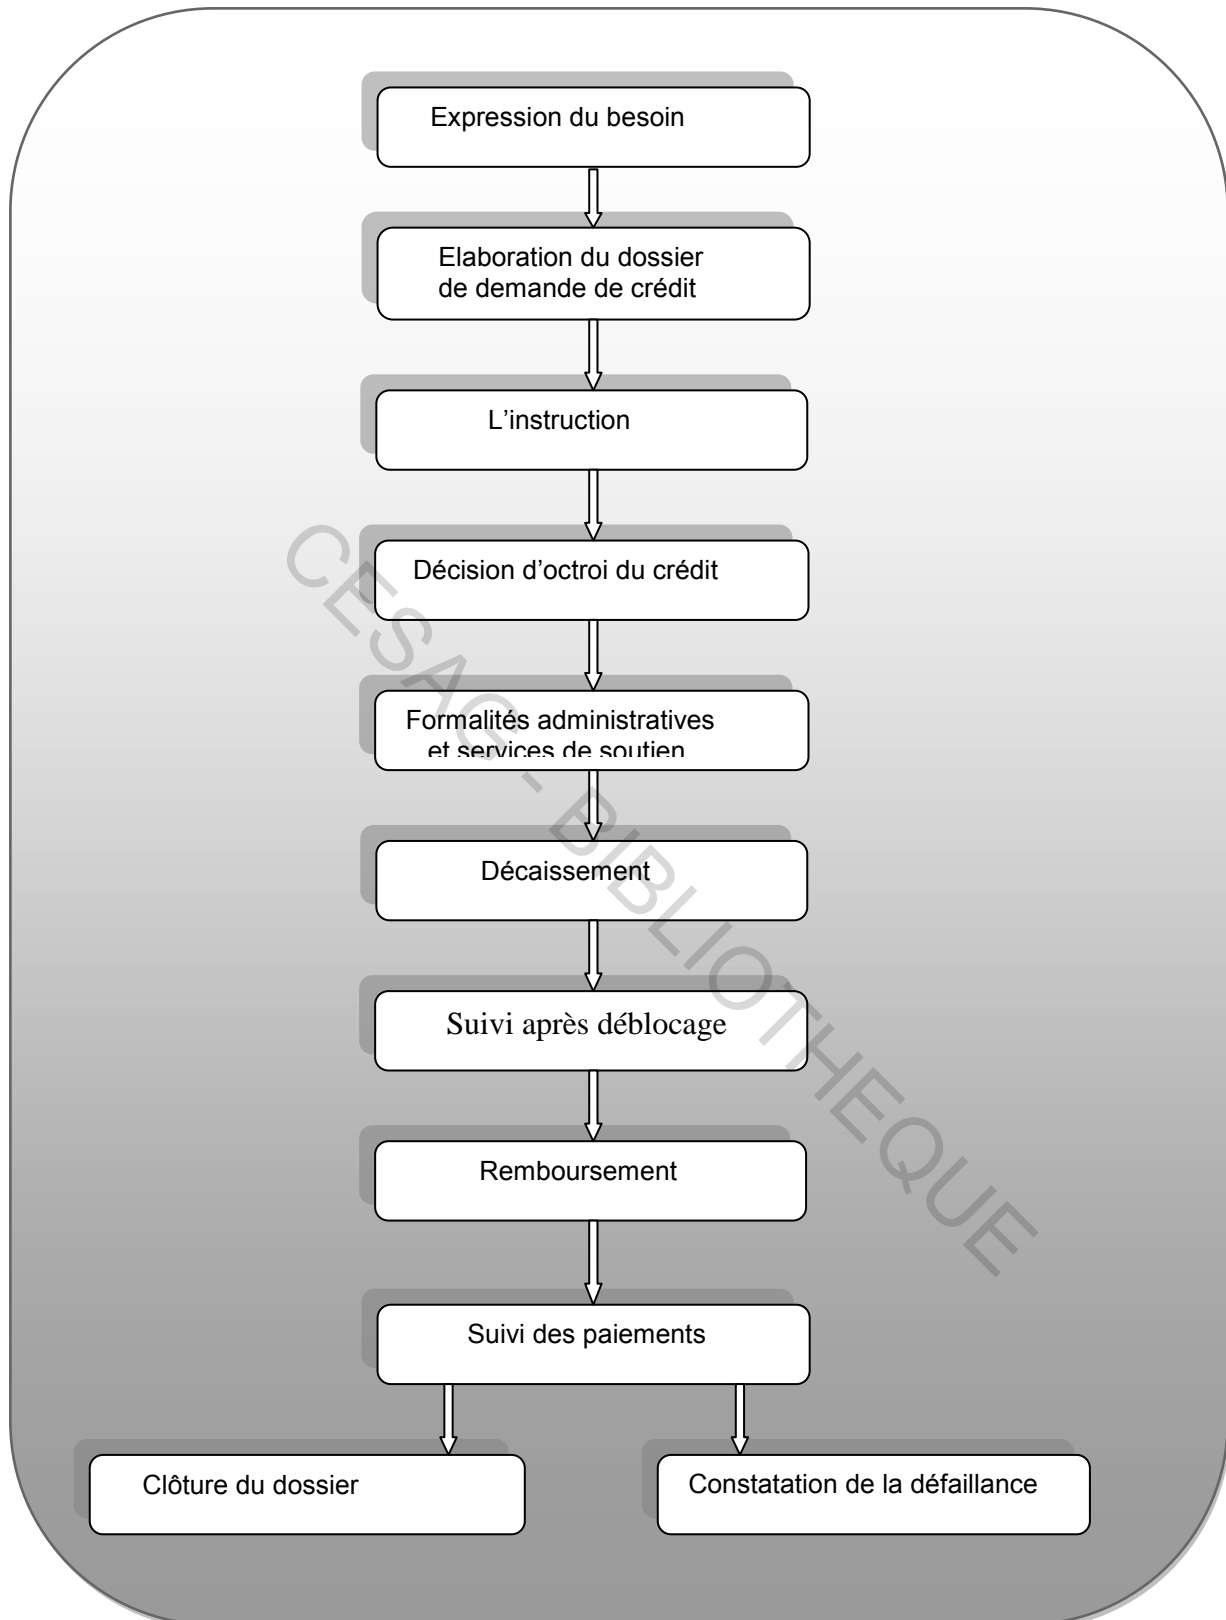 Expression du besoin
Elaboration du dossier
de demande de crédit
L’instruction
Décision d’octroi du crédit
Formalités administratives
et services de soutien
Décaissement
Suivi après déblocage
Remboursement
Suivi des paiements
Clôture du dossier
Constatation de la défaillance
CESAG - BIBLIOTHEQUE